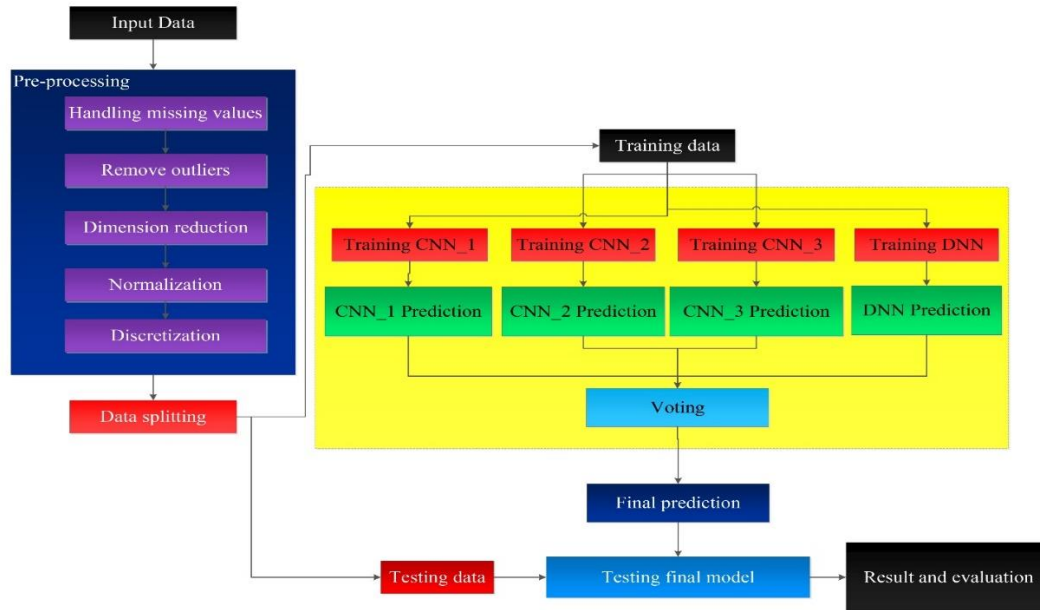 Input Data
Pre-processing
Handling missing values
Remove outliers
Dimension reduction
Normalization
Discretization
Data splitting
Training data
Training CNN_1
Training CNN_2
Training CNN_3
Training DNN
CNN_1 Prediction
CNN_2 Prediction
CNN_3 Prediction
DNN Prediction
Voting
Final prediction
Testing data
Testing final model
Result and evaluation